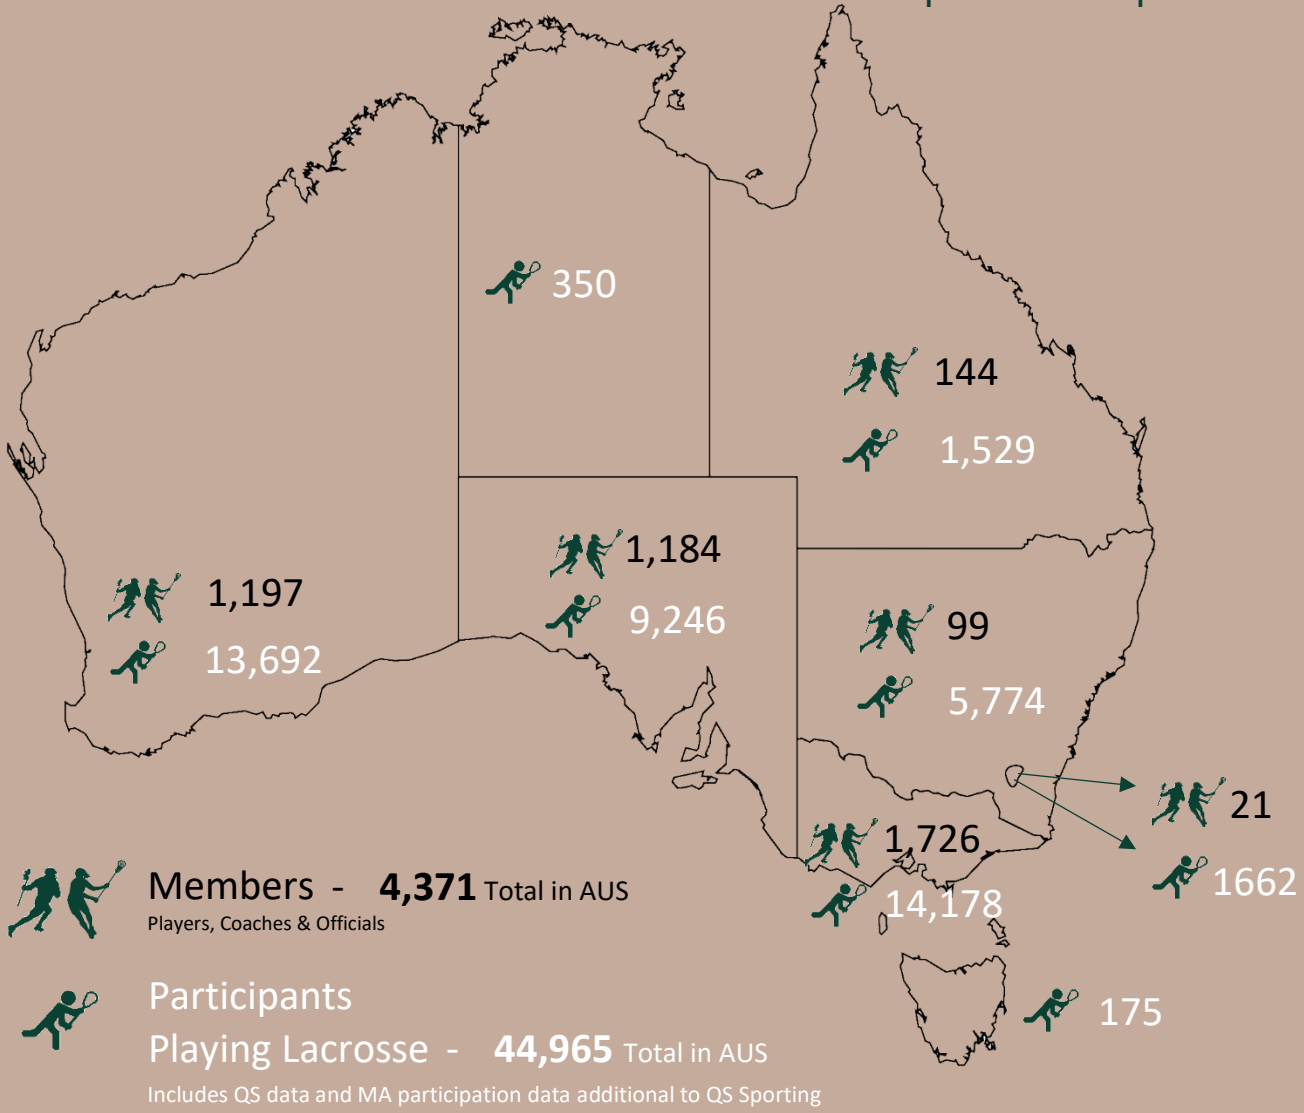 350
144
1,529
1,184
9,246
1,197
13,692
99
5,774
21
1662
1,726
14,178
175
Members - 4,371 Total in AUS
Players, Coaches & Officials
Participants
Playing Lacrosse - 44,965 Total in AUS
Includes QS data and MA participation data additional to QS Sporting